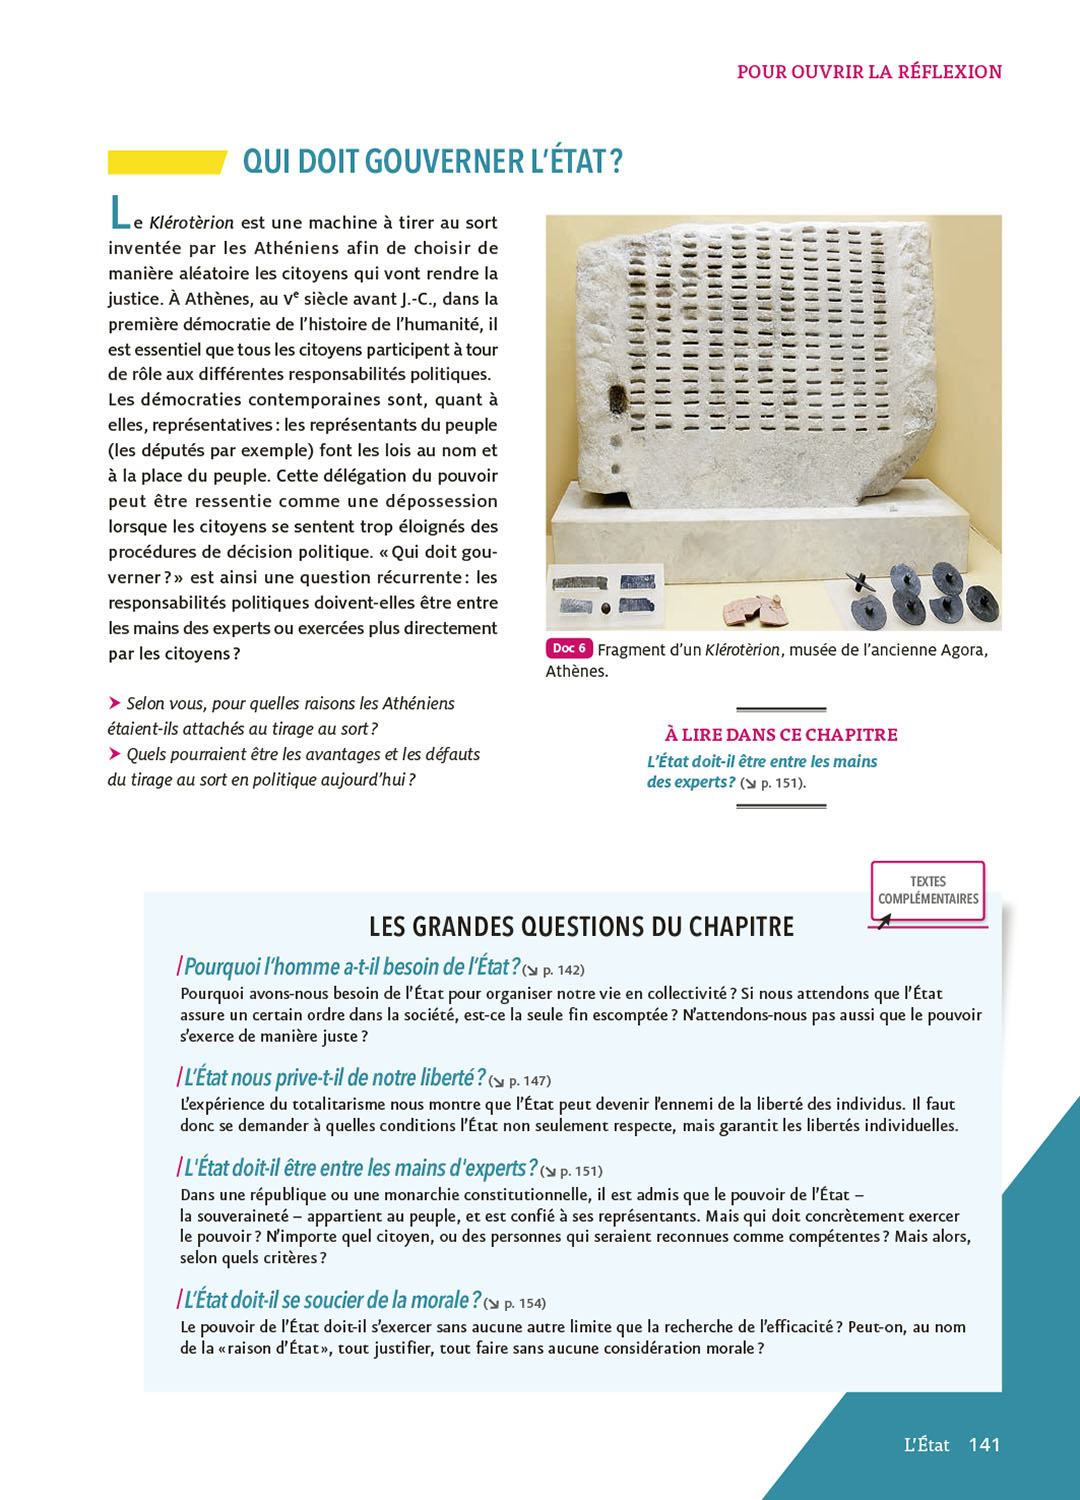 POUR OUVRIR LA RÉFLEXION
QUI DOIT GOUVERNER L’ÉTAT ?
Le Klérotèrion est une machine à tirer au sort
inventée par les Athéniens afin de choisir de
manière aléatoire les citoyens qui vont rendre la
justice. À Athènes, au Ve siècle avant J.-C., dans la
première démocratie de l’histoire de l’humanité, il
est essentiel que tous les citoyens participent à tour
de rôle aux différentes responsabilités politiques.
Les démocraties contemporaines sont, quant à
elles, représentatives : les représentants du peuple
(les députés par exemple) font les lois au nom et
à la place du peuple. Cette délégation du pouvoir
peut être ressentie comme une dépossession
lorsque les citoyens se sentent trop éloignés des
procédures de décision politique. « Qui doit gou-
verner ? » est ainsi une question récurrente : les
responsabilités politiques doivent-elles être entre
les mains des experts ou exercées plus directement
par les citoyens ?
➤ Selon vous, pour quelles raisons les Athéniens
étaient-ils attachés au tirage au sort ?
➤ Quels pourraient être les avantages et les défauts
du tirage au sort en politique aujourd’hui ?
Doc 6 Fragment d’un Klérotèrion, musée de l’ancienne Agora,
Athènes.
À LIRE DANS CE CHAPITRE
L’État doit-il être entre les mains
des experts ? (↘ p. 151).
TEXTES
COMPLÉMENTAIRES
LES GRANDES QUESTIONS DU CHAPITRE
/Pourquoi l’homme a-t-il besoin de l’État ? (↘ p. 142)
Pourquoi avons-nous besoin de l’État pour organiser notre vie en collectivité ? Si nous attendons que l’État
assure un certain ordre dans la société, est-ce la seule fin escomptée ? N’attendons-nous pas aussi que le pouvoir
s’exerce de manière juste ?
/L’État nous prive-t-il de notre liberté ? (↘ p. 147)
L’expérience du totalitarisme nous montre que l’État peut devenir l’ennemi de la liberté des individus. Il faut
donc se demander à quelles conditions l’État non seulement respecte, mais garantit les libertés individuelles.
/L'État doit-il être entre les mains d'experts ? (↘ p. 151)
Dans une république ou une monarchie constitutionnelle, il est admis que le pouvoir de l’État –
la souveraineté – appartient au peuple, et est confié à ses représentants. Mais qui doit concrètement exercer
le pouvoir ? N’importe quel citoyen, ou des personnes qui seraient reconnues comme compétentes ? Mais alors,
selon quels critères ?
/L’État doit-il se soucier de la morale ? (↘ p. 154)
Le pouvoir de l’État doit-il s’exercer sans aucune autre limite que la recherche de l’efficacité ? Peut-on, au nom
de la « raison d’État », tout justifier, tout faire sans aucune considération morale ?
L’État 141